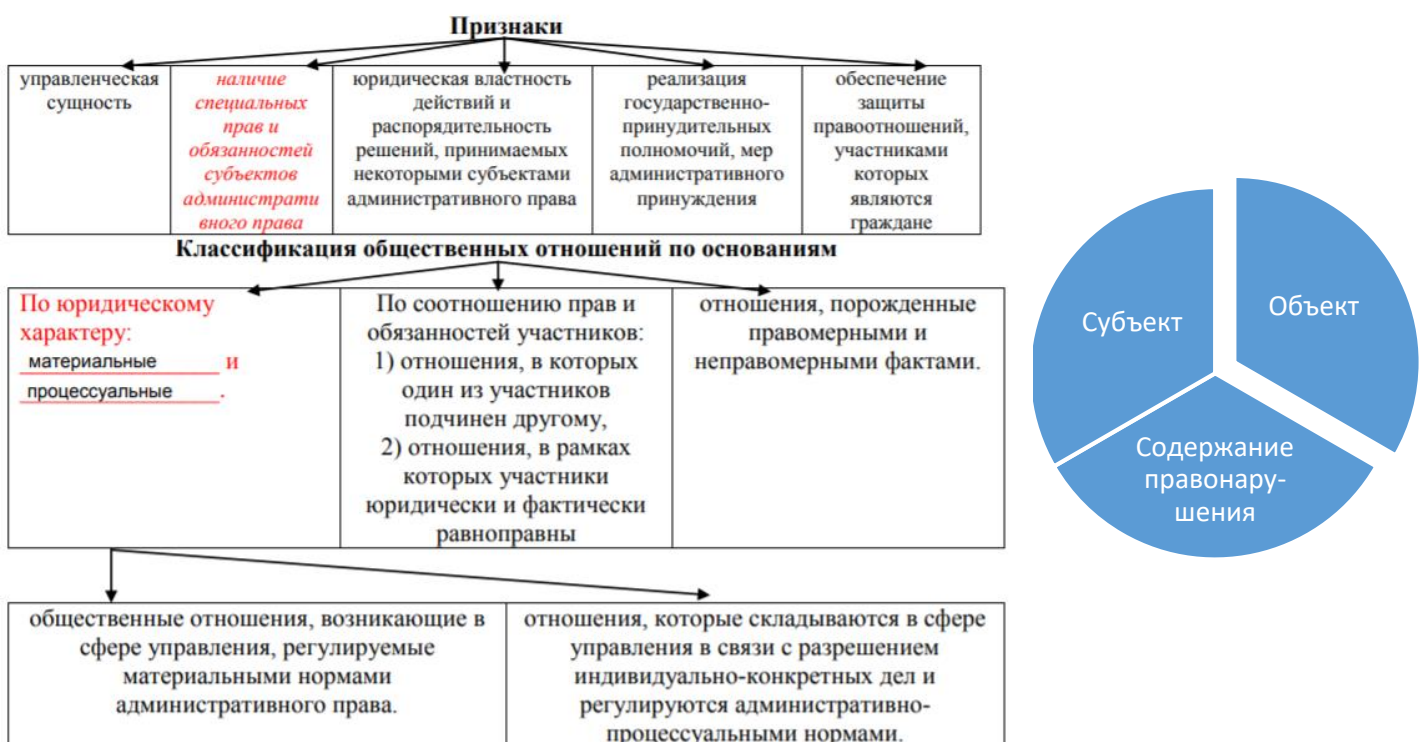 Признаки
управленческая
сущность
наличие
специальных
прав и
обязанностей
субъектов
администрати
вного права
юридическая властность
действий и
распорядительность
решений, принимаемых
некоторыми субъектами
административного права
реализация
государственно-
принудительных
полномочий, мер
административного
принуждения
обеспечение
защиты
правоотношений,
участниками
которых
являются
граждане
Классификация общественных отношений по основаниям
По юридическому
характеру:
материальные и
процессуальные .
По соотношению прав и
обязанностей участников:
1) отношения, в которых
один из участников
подчинен другому,
2) отношения, в рамках
которых участники
юридически и фактически
равноправны
отношения, порожденные
правомерными и
неправомерными фактами.
общественные отношения, возникающие в
сфере управления, регулируемые
материальными нормами
административного права.
отношения, которые складываются в сфере
управления в связи с разрешением
индивидуально-конкретных дел и
регулируются административно-
процессуальными нормами.
Субъект
Объект
Содержание
правонару-
шения